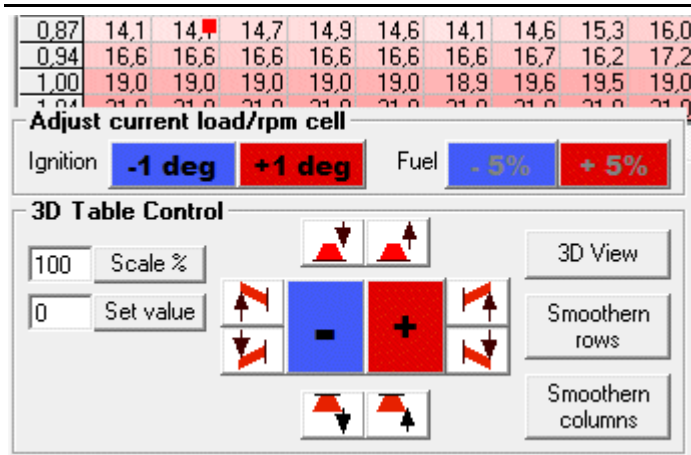 0,87 14,1 14, 14,7 14,9 14,6 14,1 14,6 15,3 16,0
0,94 16,6 16,6 16,6 16,6 16,6 16,6 16,7 16,2 17,2
1,00 19,0 19,0 19,0 19,0 19,0 18,9 19,6 19,5 19,0
Adjust current load/rpm cell
Ignition -1 deg +1 deg Fuel - 5% + 5%
3D Table Control
100 Scale % 3D View
0 Set value - + Smoothern
rows
Smoothern
columns